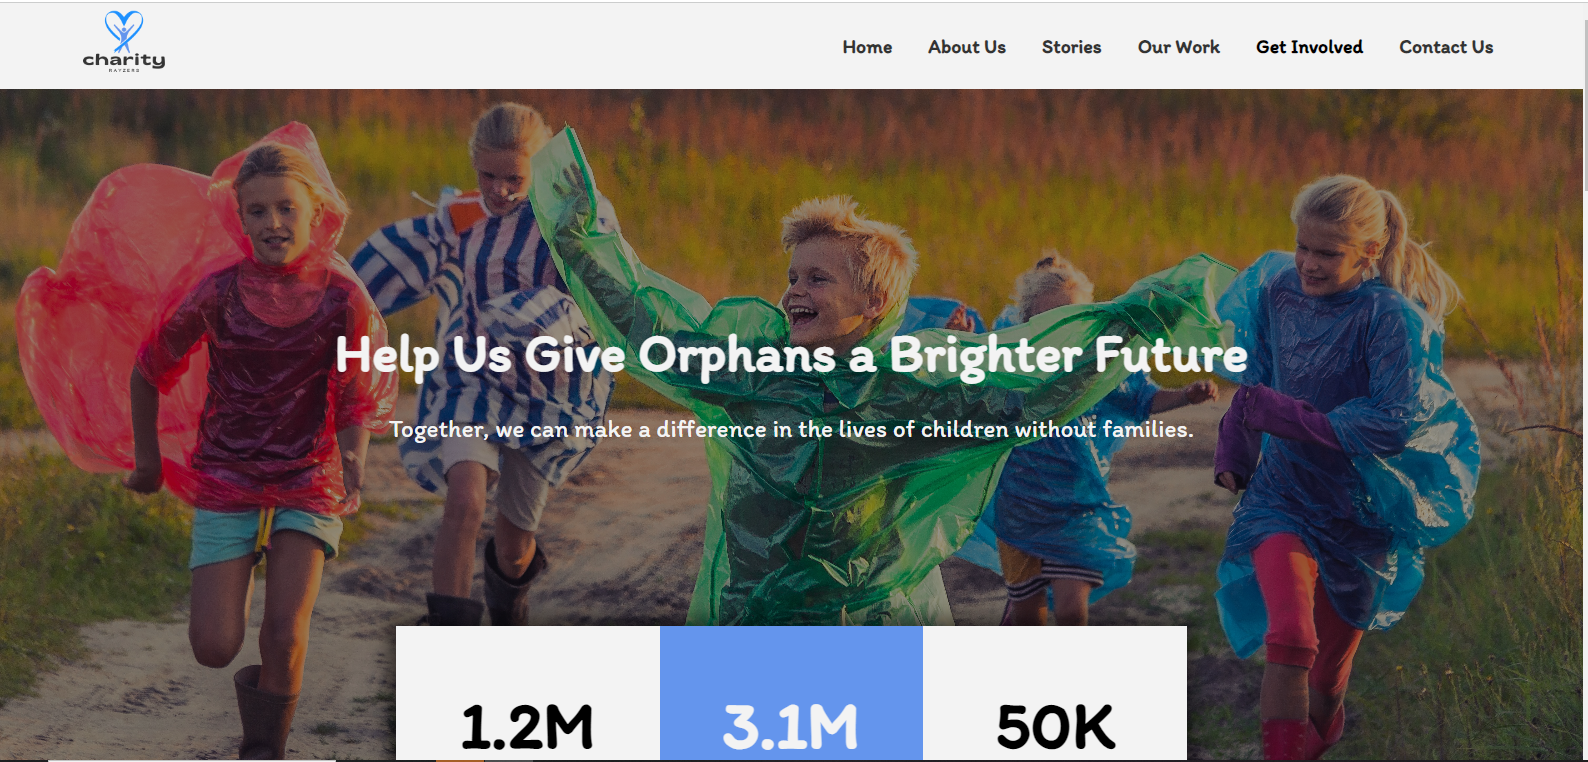 charity
RAYZERS
Home About Us Stories Our Work Get Involved Contact Us
Help Us Give Orphans a Brighter Future
Together, we can make a difference in the lives of children without families.
1.2M 3.1M 50K